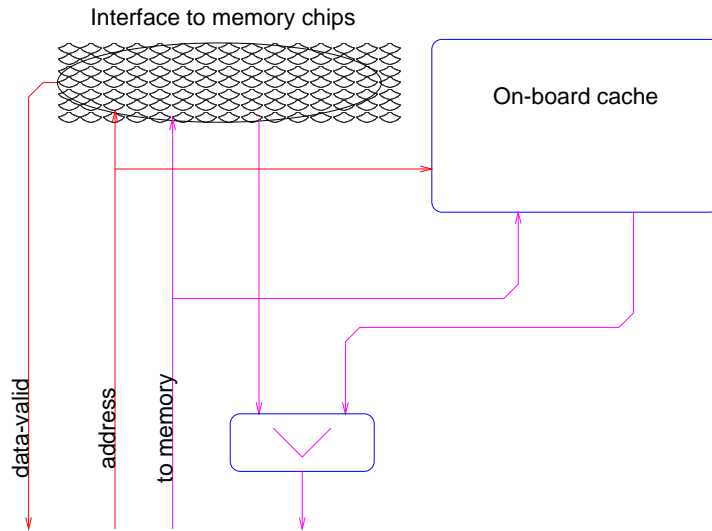 Interface to memory chips
On-board cache
data-valid
address
to memory